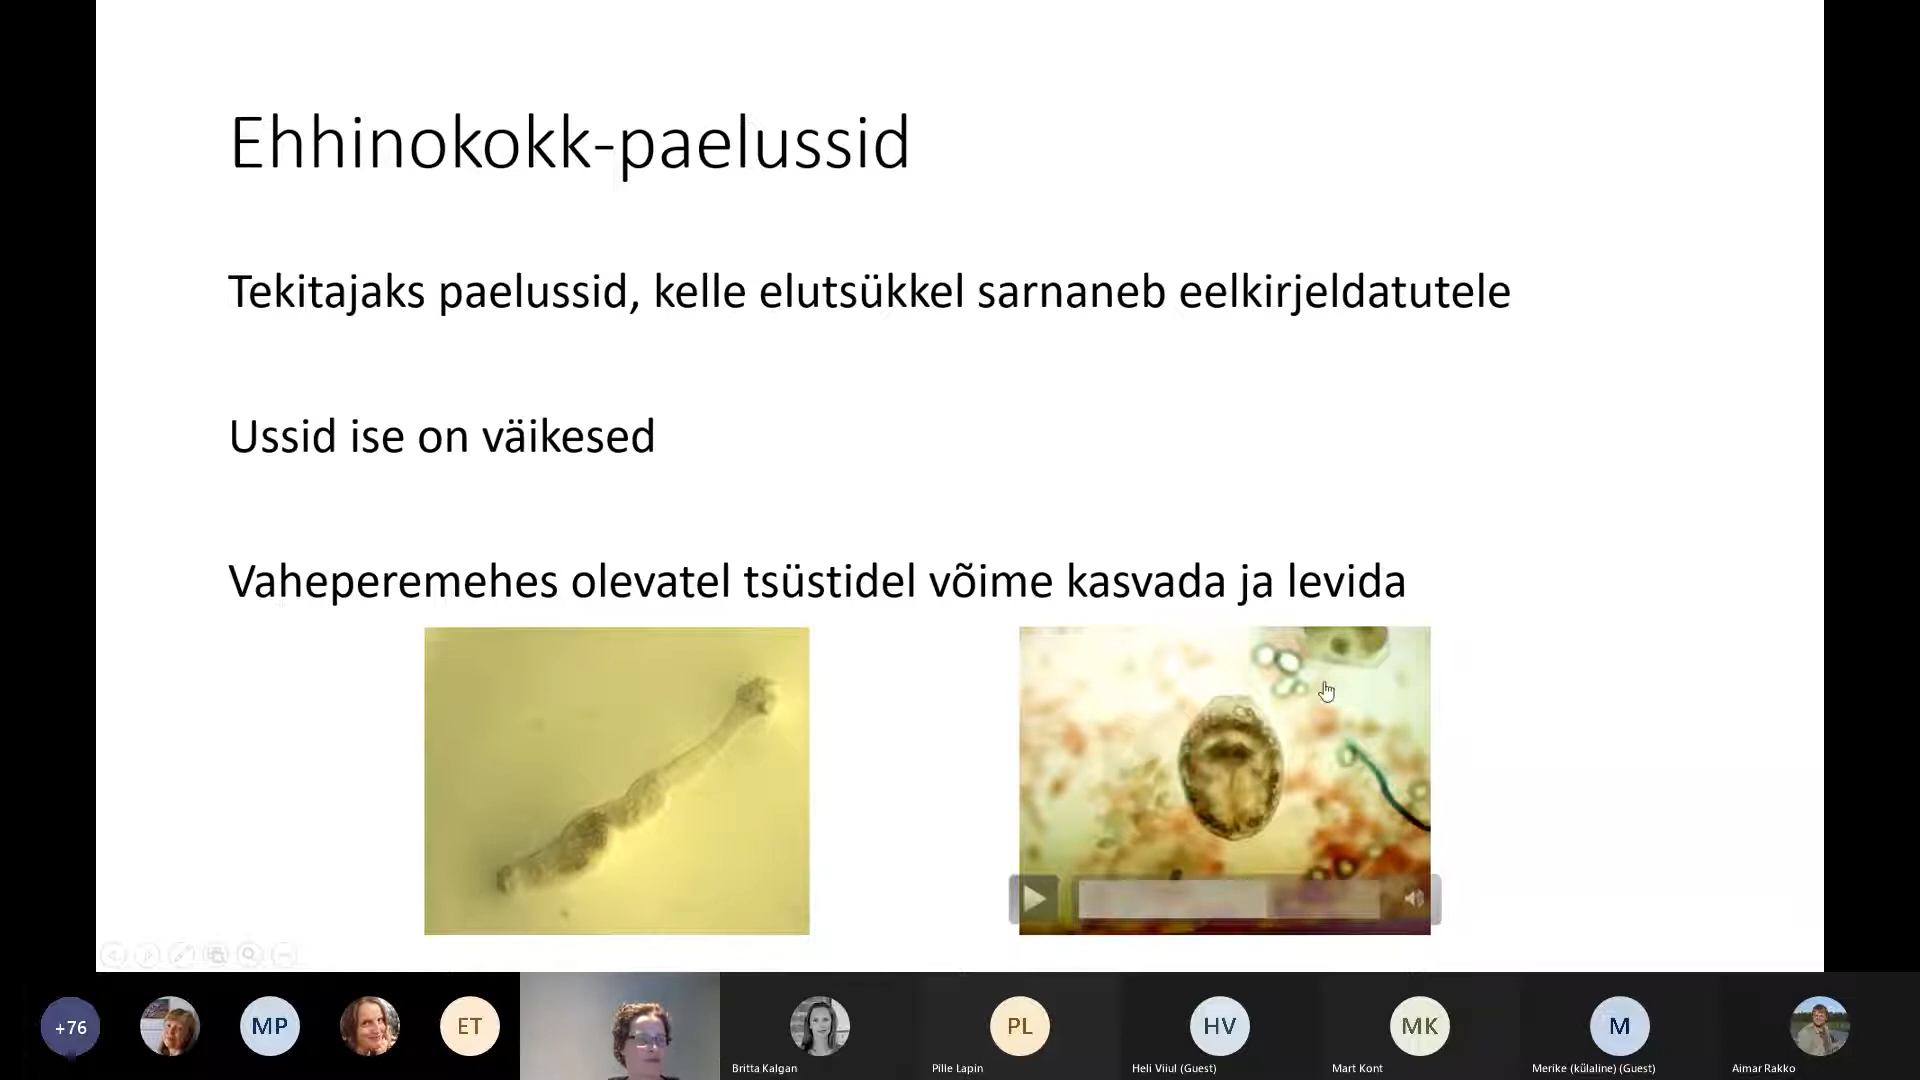 Ehhinokokk-paelussid
Tekitajaks paelussid, kelle elutsükkel sarnaneb eelkirjeldatutele
Ussid ise on väikesed
Vaheperemehes olevatel tsüstidel võime kasvada ja levida
+76
MP
ET
PL
HV
MK
M
Britta Kalgan
Pille Lapin
Heli Viiul (Guest)
Mart Kont
Merike (külaline) (Guest)
Aimar Rakko